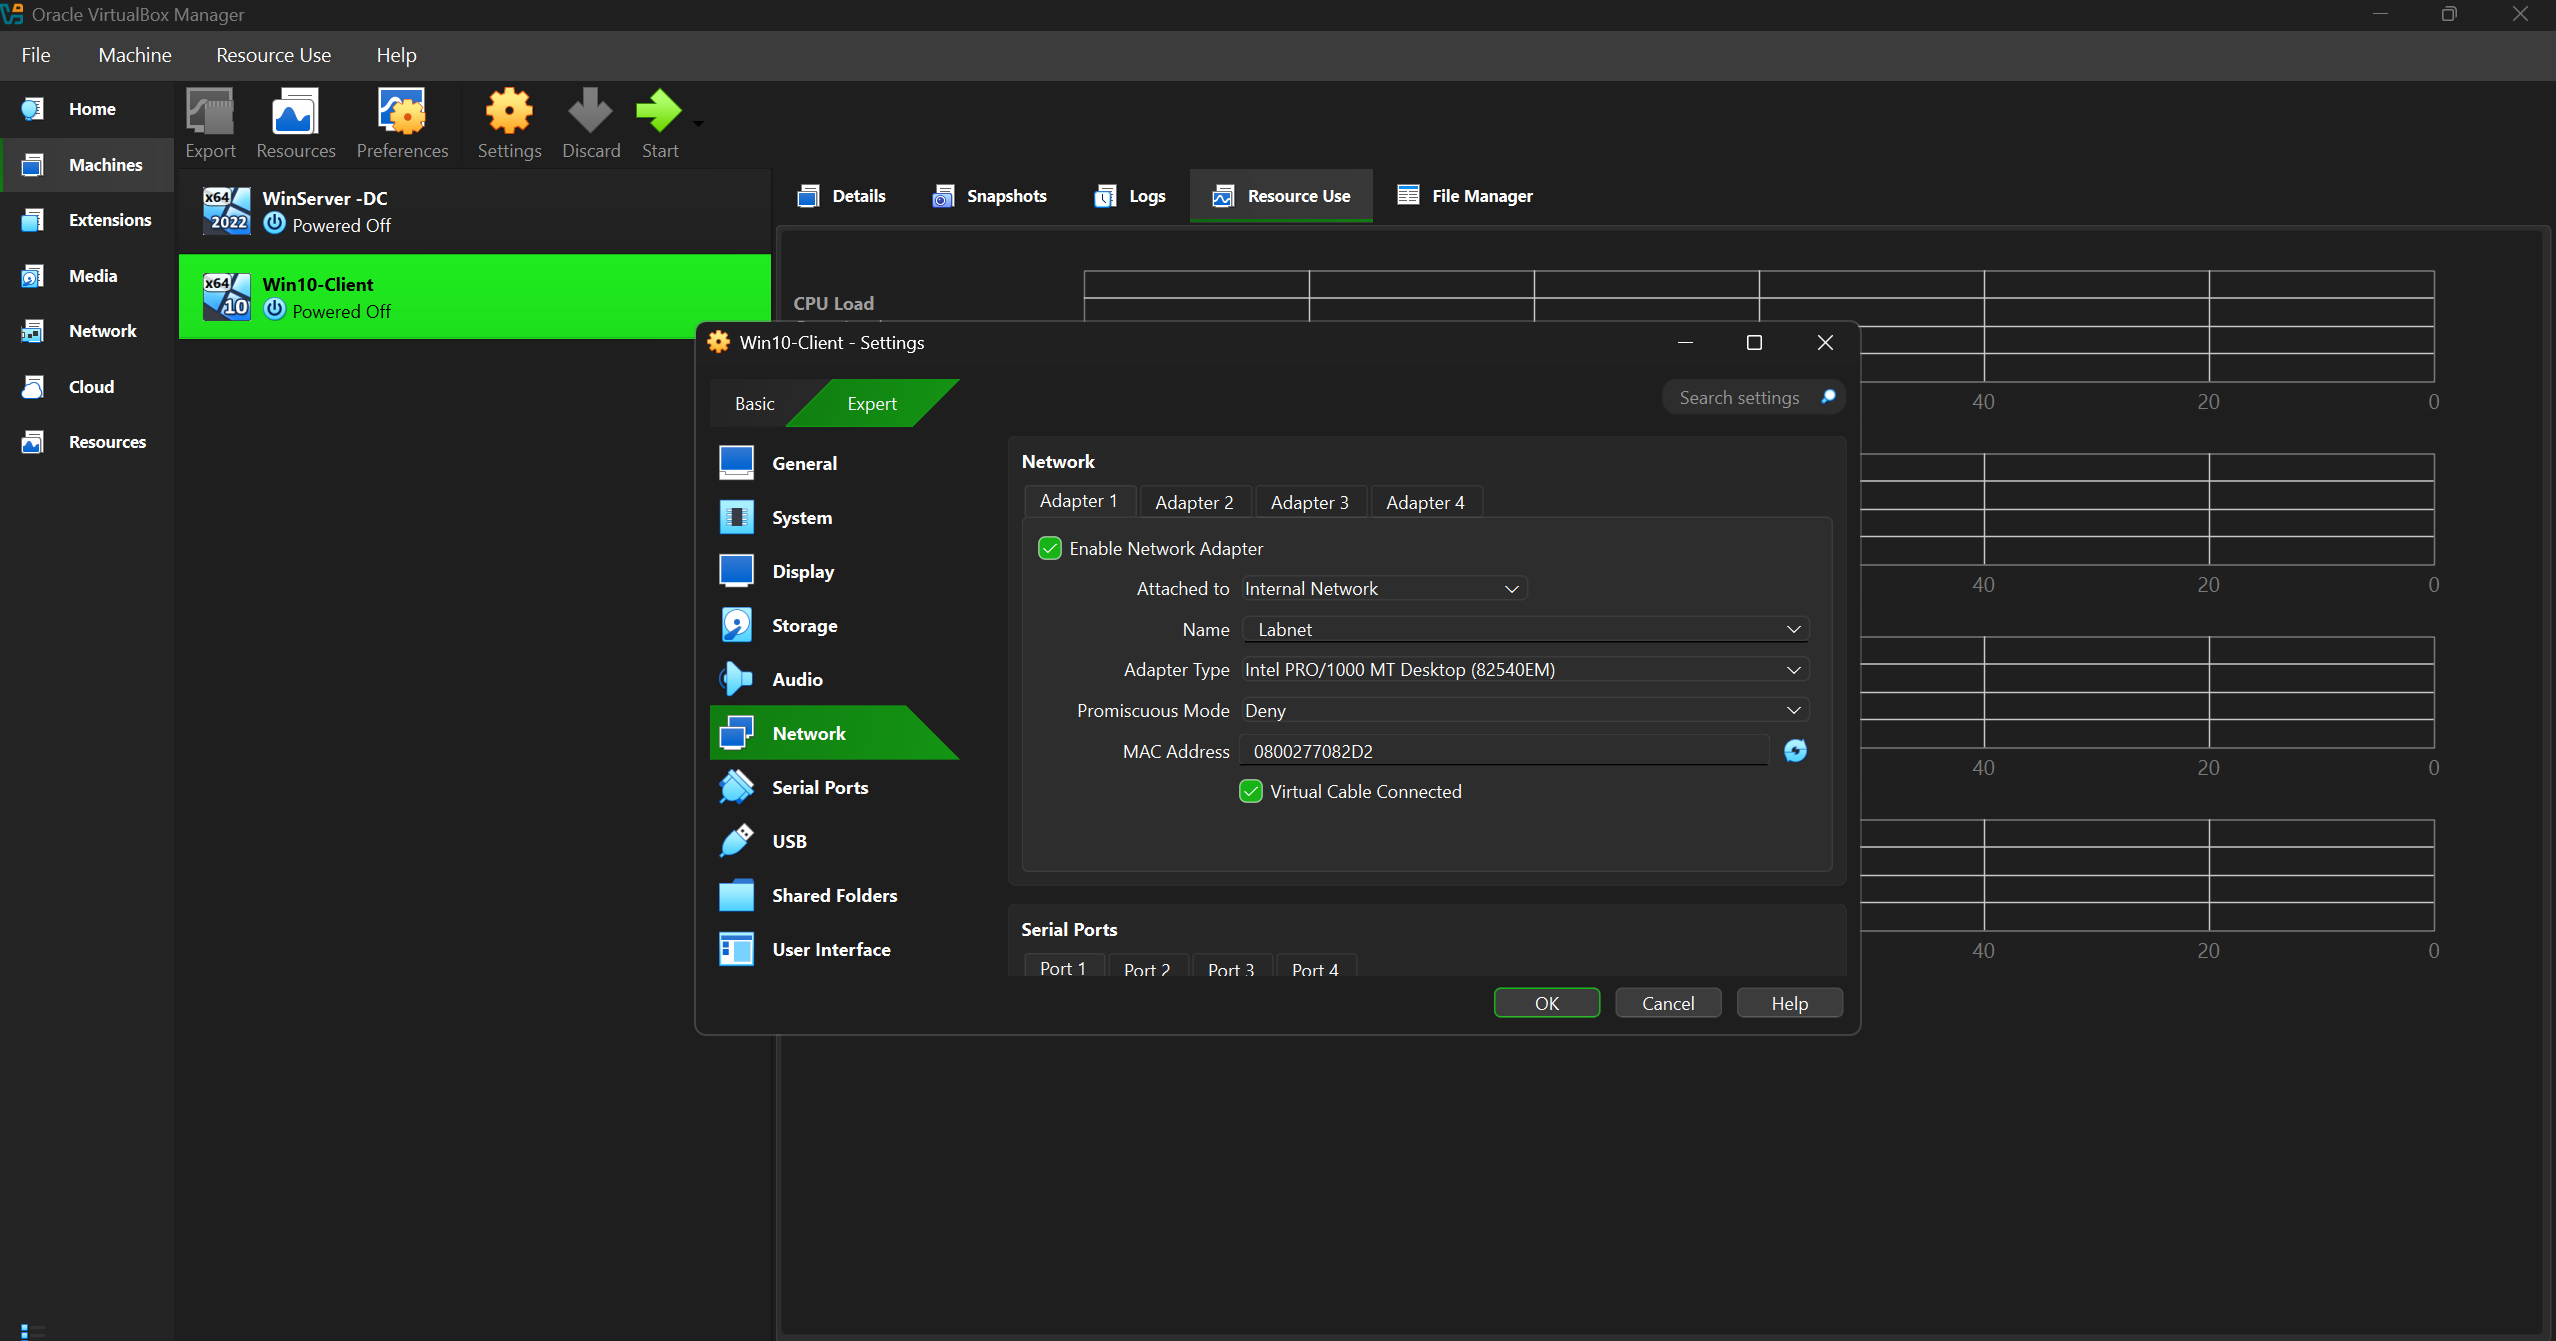 Oracle VirtualBox Manager
File Machine Resource Use Help
Home
Machines
Extensions
Media
Network
Cloud
Resources
Export Resources Preferences Settings Discard Start
x64 2022 WinServer -DC
Powered Off
x64 10 Win10-Client
Powered Off
Details Snapshots Logs Resource Use File Manager
CPU Load
40 20 0
40 20 0
40 20 0
40 20 0
Win10-Client - Settings
Basic Expert Search settings
General
System
Display
Storage
Audio
Network
Serial Ports
USB
Shared Folders
User Interface
Network
Adapter 1 Adapter 2 Adapter 3 Adapter 4
Enable Network Adapter
Attached to Internal Network
Name Labnet
Adapter Type Intel PRO/1000 MT Desktop (82540EM)
Promiscuous Mode Deny
MAC Address 0800277082D2
Virtual Cable Connected
Serial Ports
Port 1 Port 2 Port 3 Port 4
OK Cancel Help